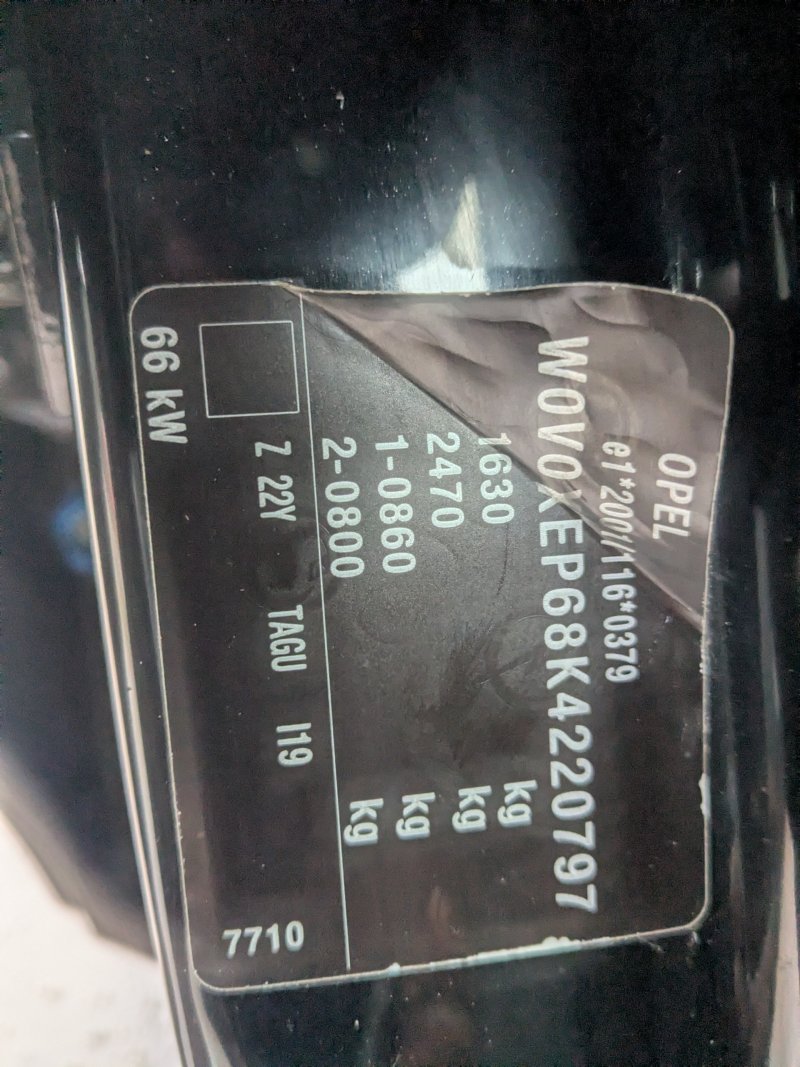 OPEL
e1*2001/116*0379
W0V0XEP68K4220797
1630 kg
2470 kg
1-0860 kg
2-0800 kg
Z 22Y TAGU I19
66 kW 7710